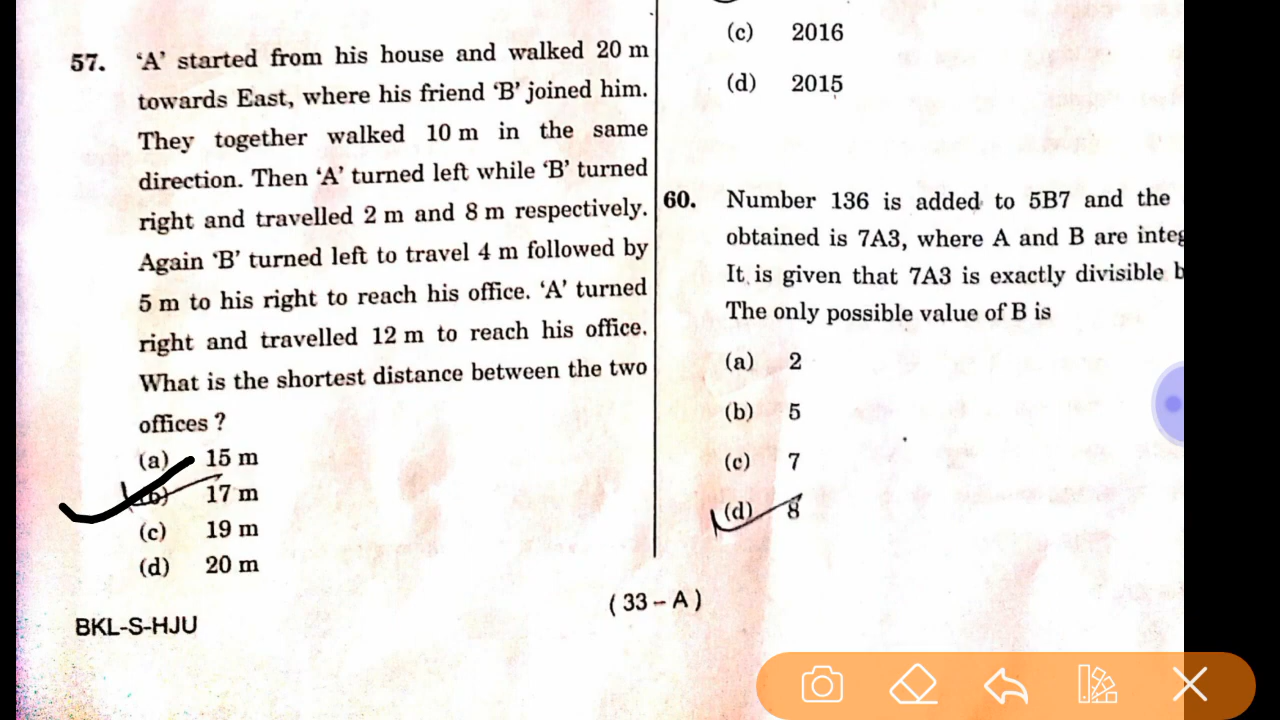 57. 'A' started from his house and walked 20 m
towards East, where his friend 'B' joined him.
They together walked 10 m in the same
direction. Then 'A' turned left while 'B' turned
right and travelled 2 m and 8 m respectively.
Again 'B' turned left to travel 4 m followed by
5 m to his right to reach his office. 'A' turned
right and travelled 12 m to reach his office.
What is the shortest distance between the two
offices ?
(a) 15 m
(b) 17 m
(c) 19 m
(d) 20 m
BKL-S-HJU
( 33 – A )
(c) 2016
(d) 2015
60. Number 136 is added to 5B7 and the
obtained is 7A3, where A and B are integ
It is given that 7A3 is exactly divisible b
The only possible value of B is
(a) 2
(b) 5
(c) 7
(d) 8